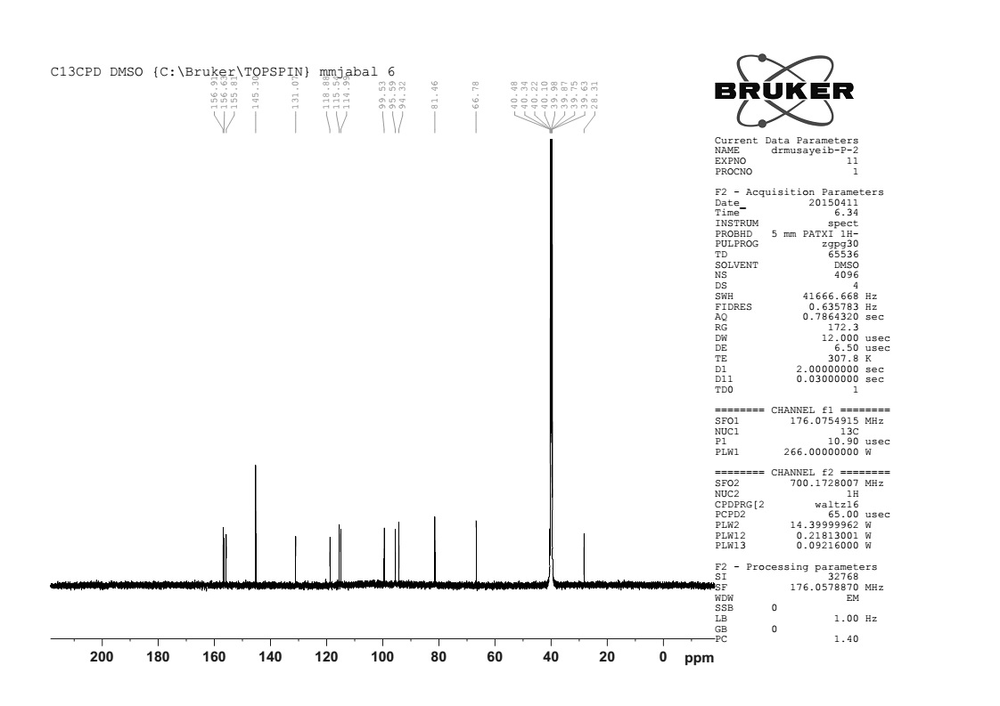 C13CPD DMSO {C:\Bruker\TOPSPIN} mmjabal 6
156.91
156.63
155.81
145.30
131.07
118.88
115.54
114.99
99.53
95.59
94.32
81.46
66.78
40.48
40.34
40.22
40.10
39.98
39.87
39.75
39.63
28.31
BRUKER
Current Data Parameters
NAME drmusayeib-P-2
EXPNO 11
PROCNO 1
F2 - Acquisition Parameters
Date_ 20150411
Time 6.34
INSTRUM spect
PROBHD 5 mm PATXI 1H-
PULPROG zgpg30
TD 65536
SOLVENT DMSO
NS 4096
DS 4
SWH 41666.668 Hz
FIDRES 0.635783 Hz
AQ 0.7864320 sec
RG 172.3
DW 12.000 usec
DE 6.50 usec
TE 307.8 K
D1 2.00000000 sec
D11 0.03000000 sec
TD0 1
======== CHANNEL f1 ========
SFO1 176.0754915 MHz
NUC1 13C
P1 10.90 usec
PLW1 266.00000000 W
======== CHANNEL f2 ========
SFO2 700.1728007 MHz
NUC2 1H
CPDPRG[2 waltz16
PCPD2 65.00 usec
PLW2 14.39999962 W
PLW12 0.21813001 W
PLW13 0.09216000 W
F2 - Processing parameters
SI 32768
SF 176.0578870 MHz
WDW EM
SSB 0
LB 1.00 Hz
GB 0
PC 1.40
200 180 160 140 120 100 80 60 40 20 0 ppm